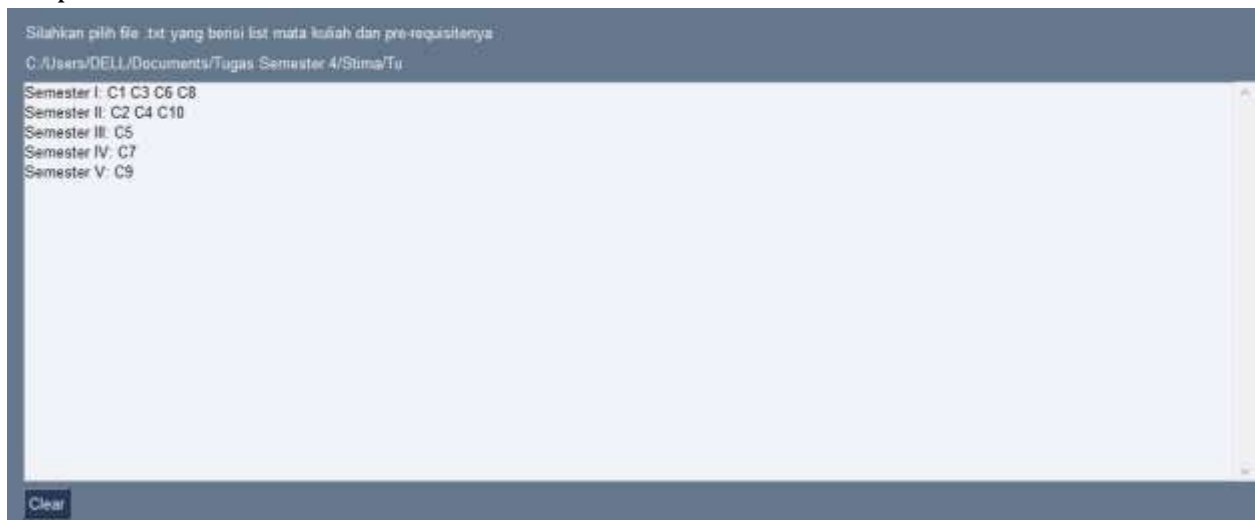 Silahkan pilih file .txt yang berisi list mata kuliah dan pre-requisitenya
C:/Users/DELL/Documents/Tugas Semester 4/Stima/Tu
Semester I: C1 C3 C6 C8
Semester II: C2 C4 C10
Semester III: C5
Semester IV: C7
Semester V: C9
Clear